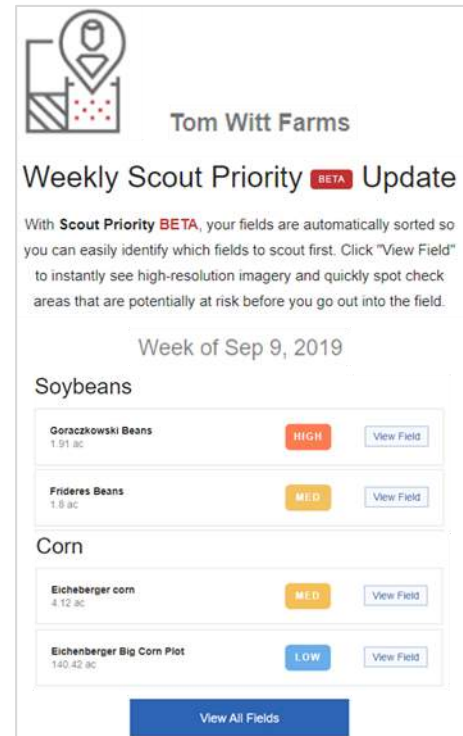 Tom Witt Farms
Weekly Scout Priority BETA Update
With Scout Priority BETA, your fields are automatically sorted so
you can easily identify which fields to scout first. Click "View Field"
to instantly see high-resolution imagery and quickly spot check
areas that are potentially at risk before you go out into the field.
Week of Sep 9, 2019
Soybeans
Goraczkowski Beans HIGH View Field
1.91 ac
Frideres Beans MED View Field
1.8 ac
Corn
Eicheberger corn MED View Field
4.12 ac
Eichenberger Big Corn Plot LOW View Field
140.42 ac
View All Fields